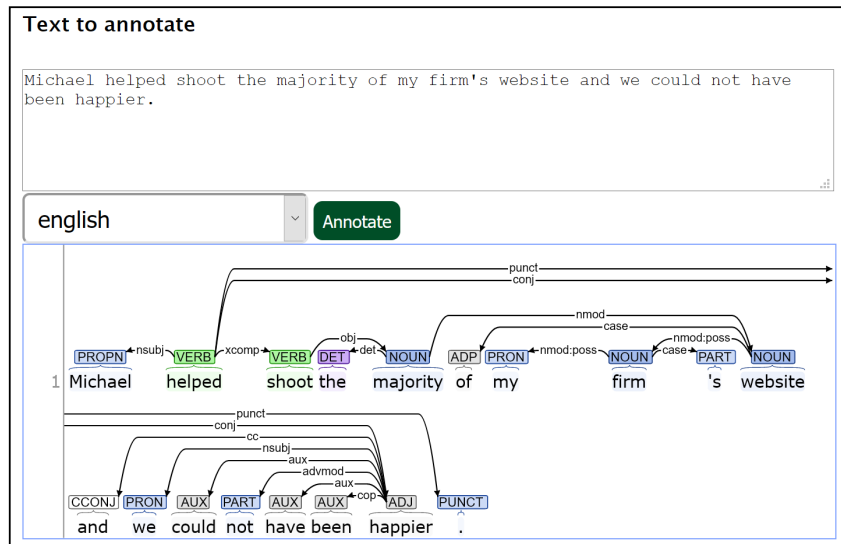 Text to annotate
Michael helped shoot the majority of my firm's website and we could not have
been happier.
english
Annotate
punct
conj
nmod
case
obj
nmod:poss
PROPN nsubj VERB xcomp VERB DET det NOUN ADP PRON nmod:poss NOUN case PART NOUN
1 Michael helped shoot the majority of my firm 's website
punct
conj
cc
nsubj
aux
advmod
aux
cop
CCONJ PRON AUX PART AUX AUX ADJ PUNCT
and we could not have been happier .